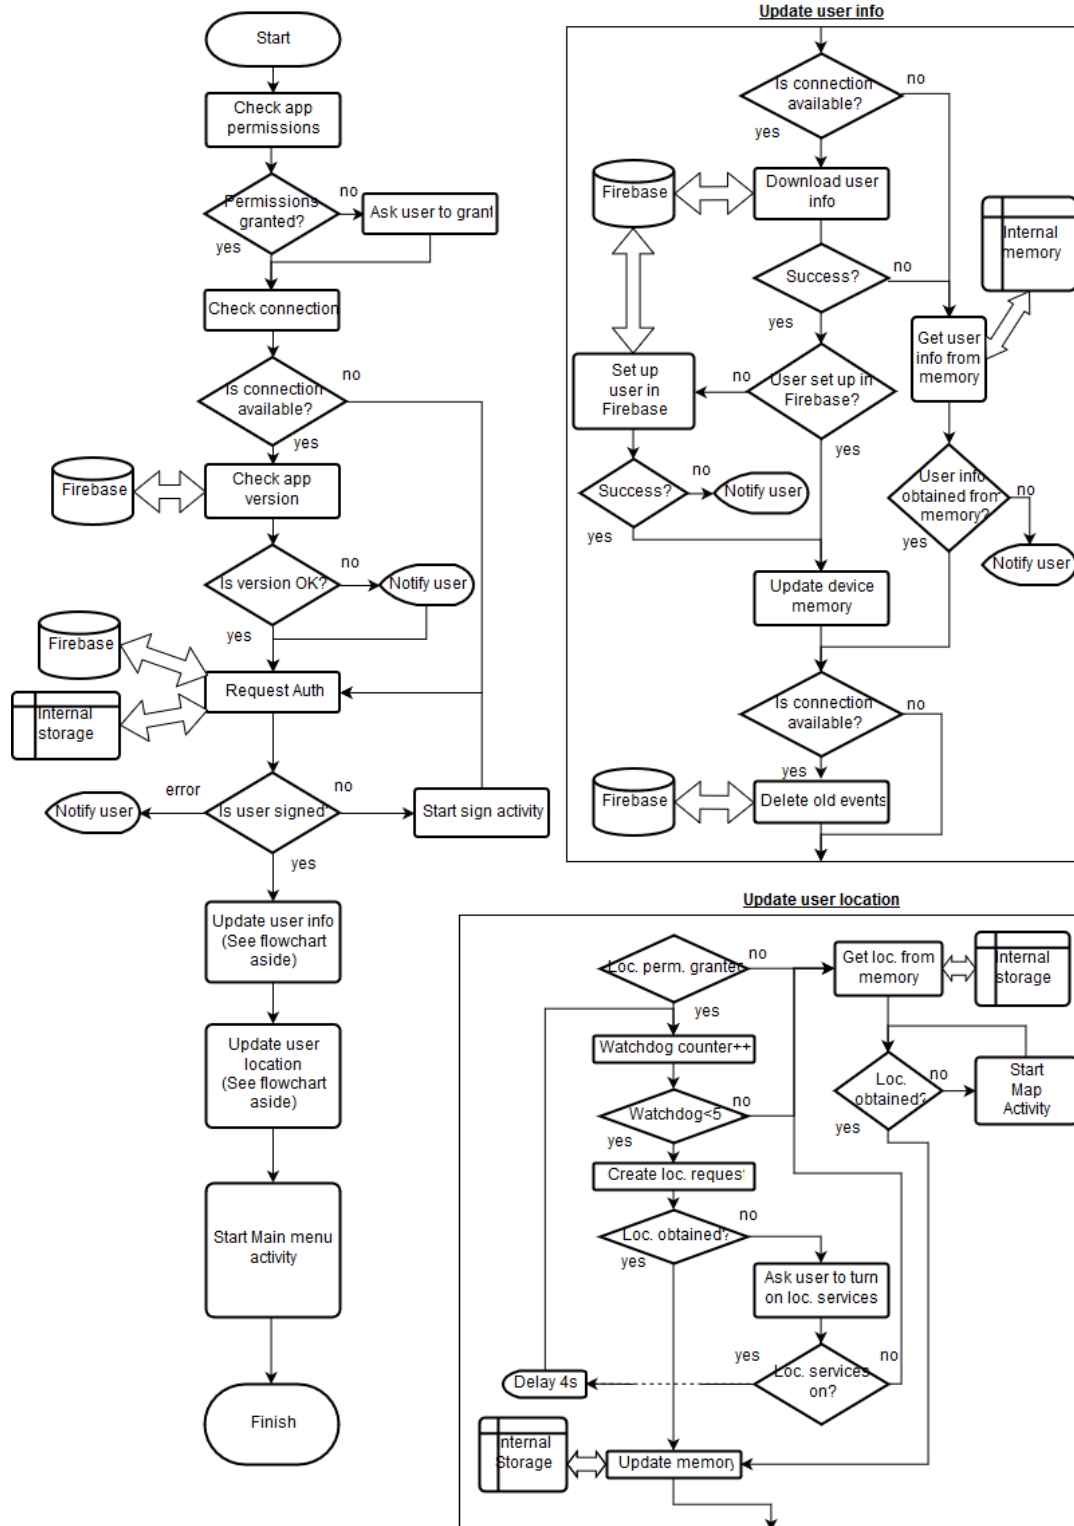 Start
Check app
permissions
Permissions
granted?
no
Ask user to grant
yes
Check connection
Is connection
available?
no
yes
Firebase
Check app
version
Is version OK?
no
Notify user
yes
Firebase
Internal
storage
Request Auth
Is user signed?
error
Notify user
no
Start sign activity
yes
Update user info
(See flowchart
aside)
Update user
location
(See flowchart
aside)
Start Main menu
activity
Finish
Update user info
Is connection
available?
no
yes
Firebase
Download user
info
Internal
memory
Success?
no
yes
Get user
info from
memory
Set up
user in
Firebase
no
User set up in
Firebase?
yes
Success?
no
Notify user
yes
User info
obtained from
memory?
no
yes
Notify user
Update device
memory
Is connection
available?
no
yes
Firebase
Delete old events
Update user location
Loc. perm. granted
no
Get loc. from
memory
Internal
storage
yes
Watchdog counter++
Loc.
obtained?
no
Start
Map
Activity
yes
Watchdog<5
no
yes
Create loc. request
Loc. obtained?
no
yes
Ask user to turn
on loc. services
Loc. services
on?
yes
no
Delay 4s
Internal
Storage
Update memory